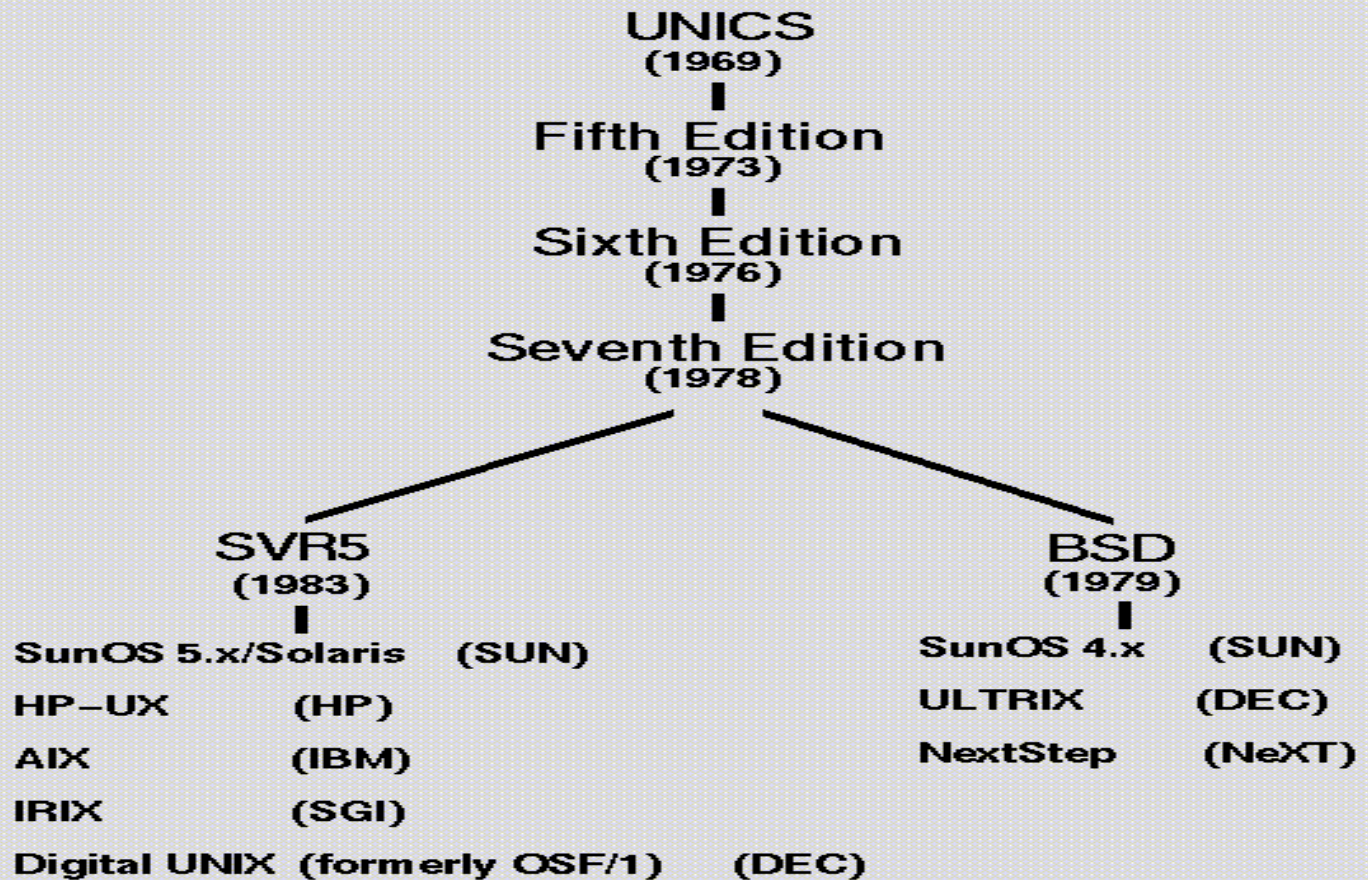 UNICS
(1969)
Fifth Edition
(1973)
Sixth Edition
(1976)
Seventh Edition
(1978)
SVR5
(1983)
SunOS 5.x/Solaris (SUN)
HP-UX (HP)
AIX (IBM)
IRIX (SGI)
Digital UNIX (formerly OSF/1) (DEC)
BSD
(1979)
SunOS 4.x (SUN)
ULTRIX (DEC)
NextStep (NeXT)